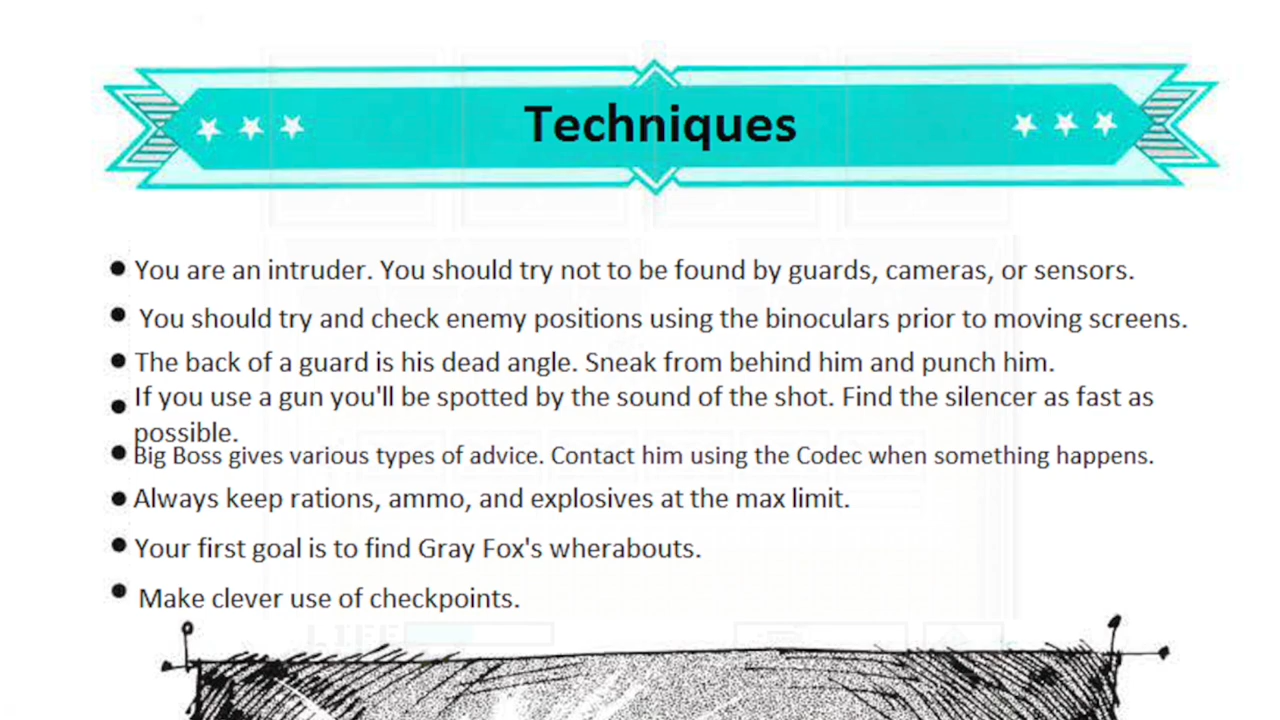 Techniques
You are an intruder. You should try not to be found by guards, cameras, or sensors.
You should try and check enemy positions using the binoculars prior to moving screens.
The back of a guard is his dead angle. Sneak from behind him and punch him.
If you use a gun you'll be spotted by the sound of the shot. Find the silencer as fast as
possible.
Big Boss gives various types of advice. Contact him using the Codec when something happens.
Always keep rations, ammo, and explosives at the max limit.
Your first goal is to find Gray Fox's wherabouts.
Make clever use of checkpoints.
LIFE